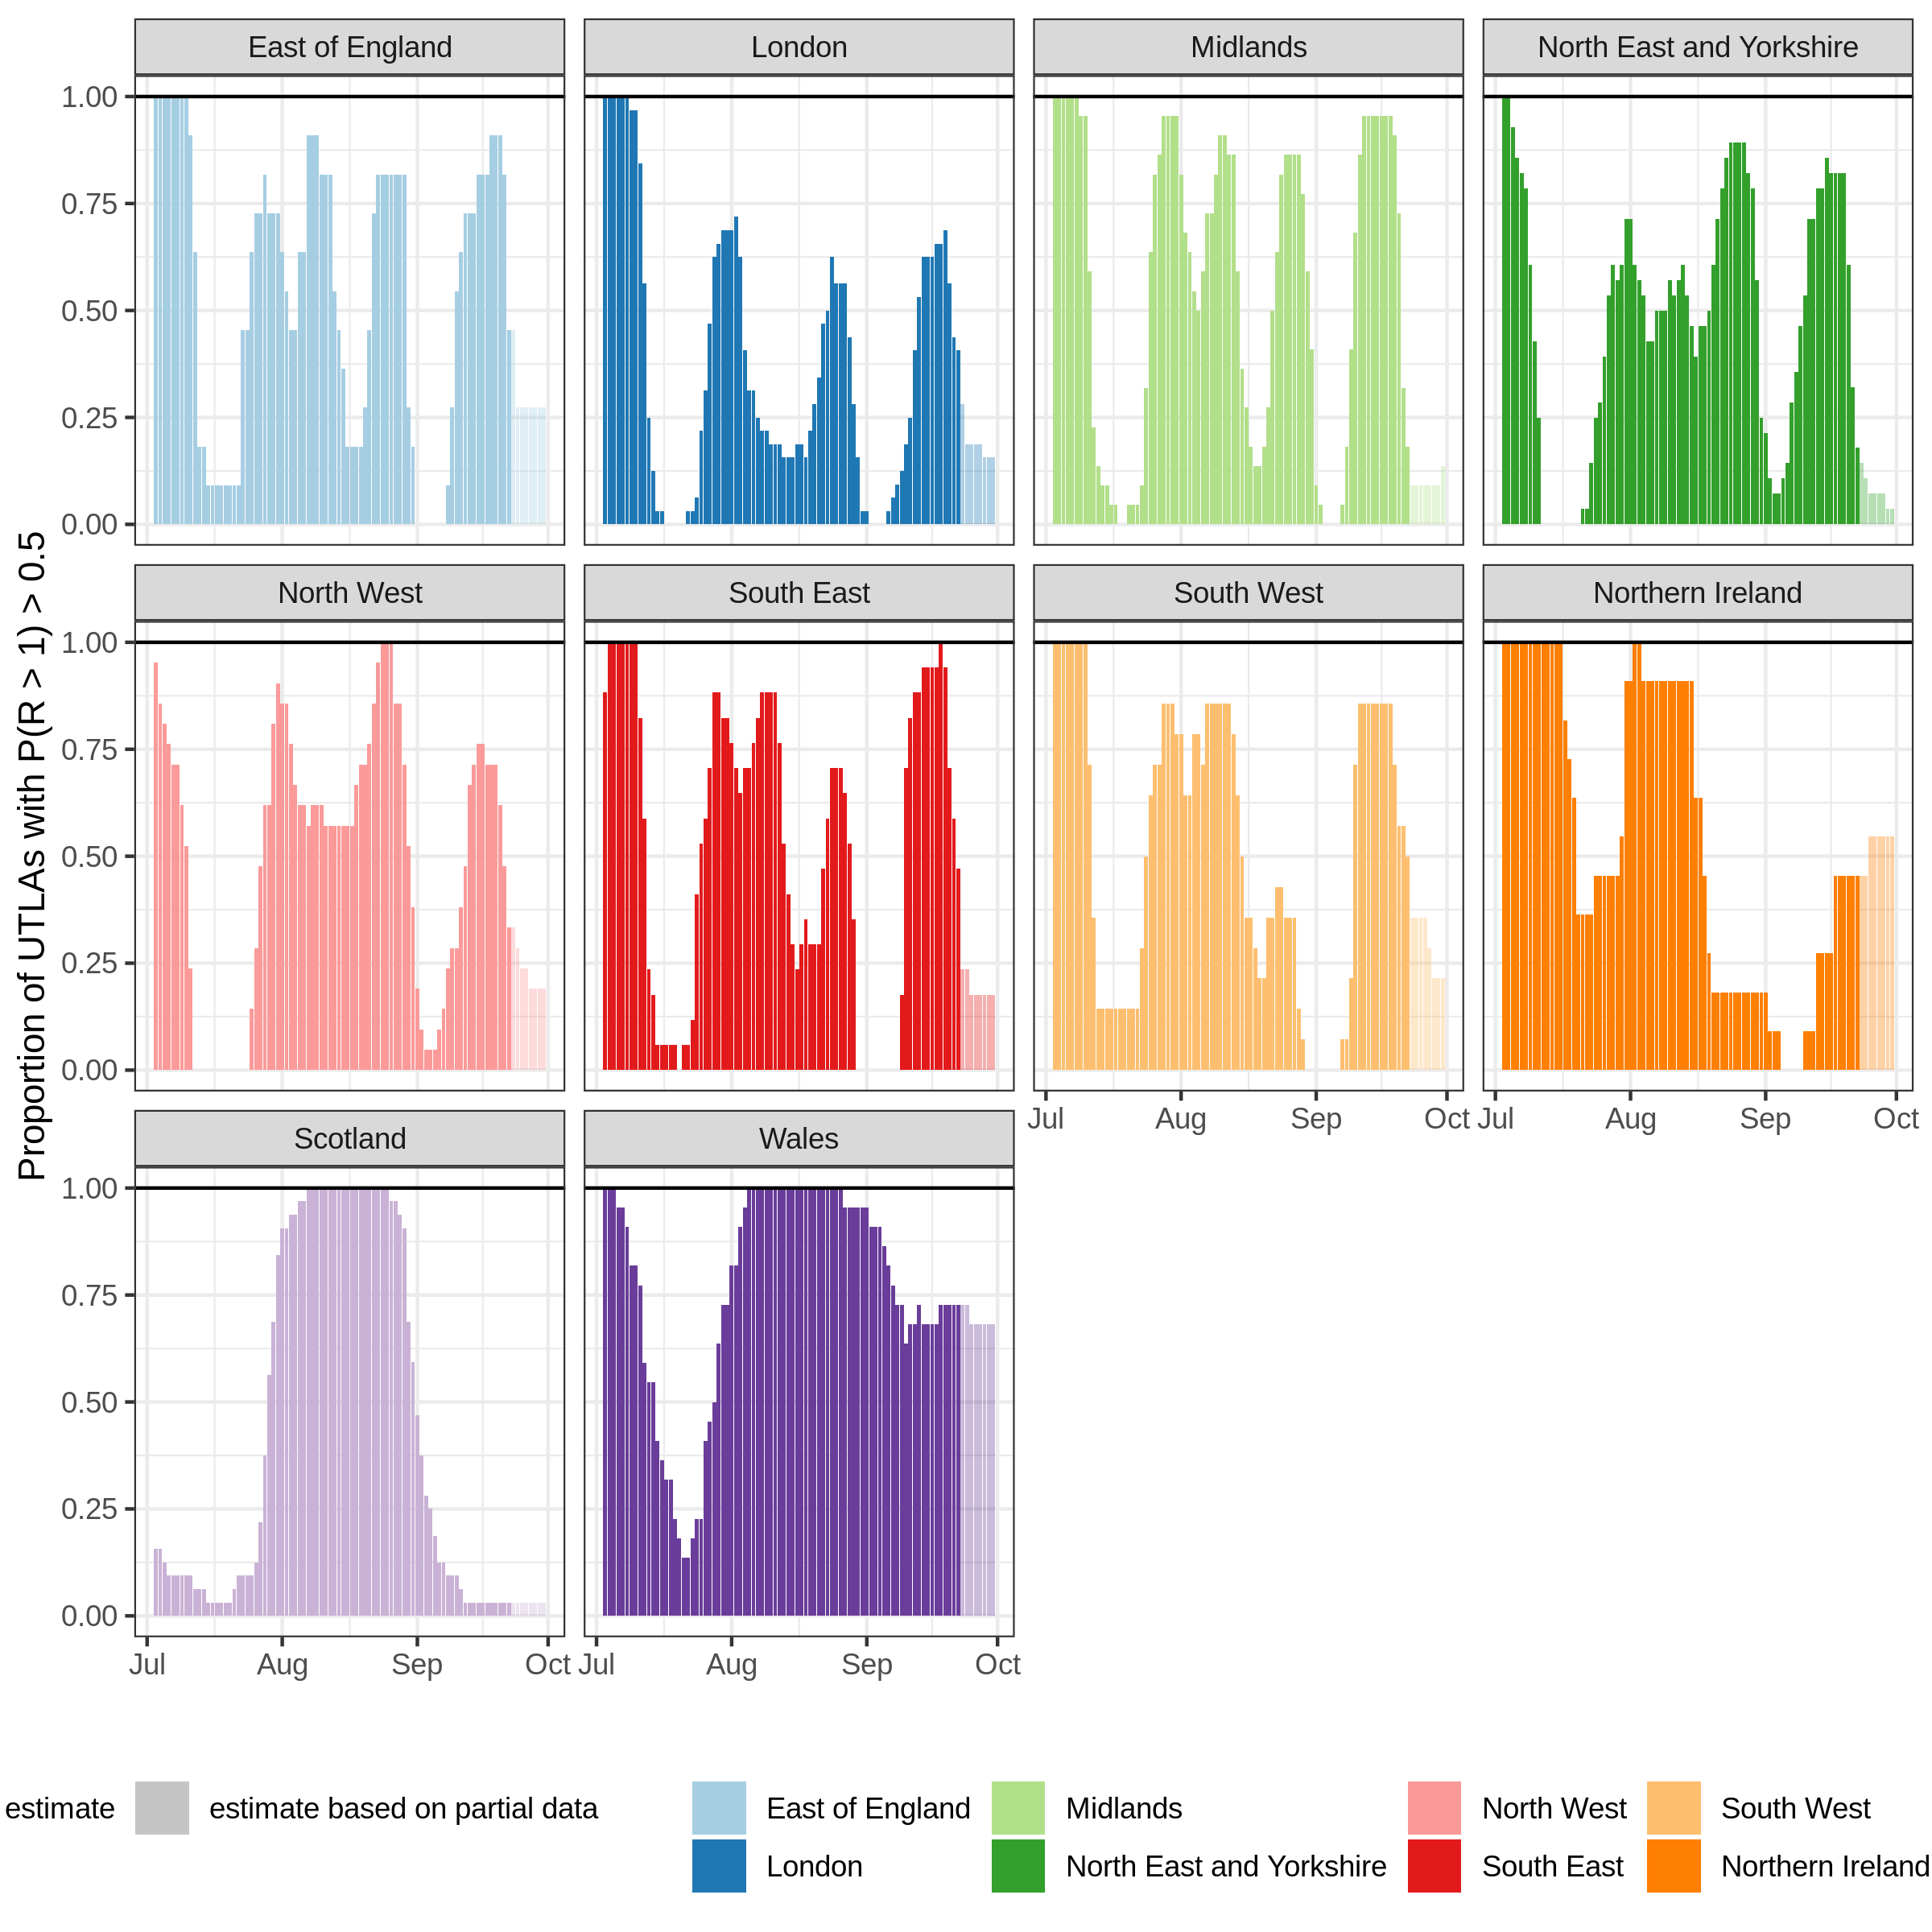 East of England London Midlands North East and Yorkshire
1.00
0.75
0.50
0.25
0.00
North West South East South West Northern Ireland
1.00
0.75
0.50
0.25
0.00
Jul Aug Sep Oct Jul Aug Sep Oct
Scotland Wales
1.00
0.75
0.50
0.25
0.00
Jul Aug Sep Oct Jul Aug Sep Oct
Proportion of UTLAs with P(R > 1) > 0.5
estimate estimate based on partial data East of England Midlands North West South West
London North East and Yorkshire South East Northern Ireland